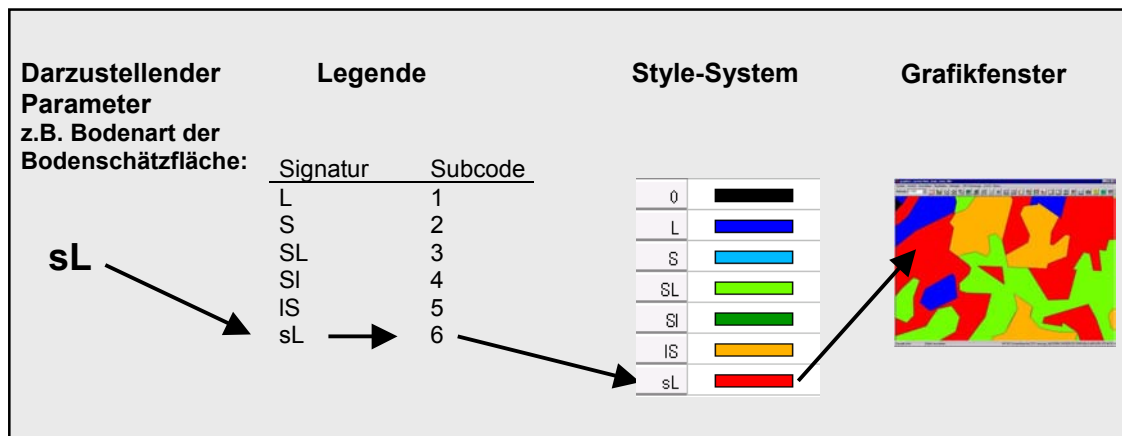 Darzustellender
Parameter
z.B. Bodenart der
Bodenschätzfläche:
sL
Legende
Signatur Subcode
L 1
S 2
SL 3
Sl 4
lS 5
sL 6
Style-System
0
L
S
SL
Sl
lS
sL
Grafikfenster